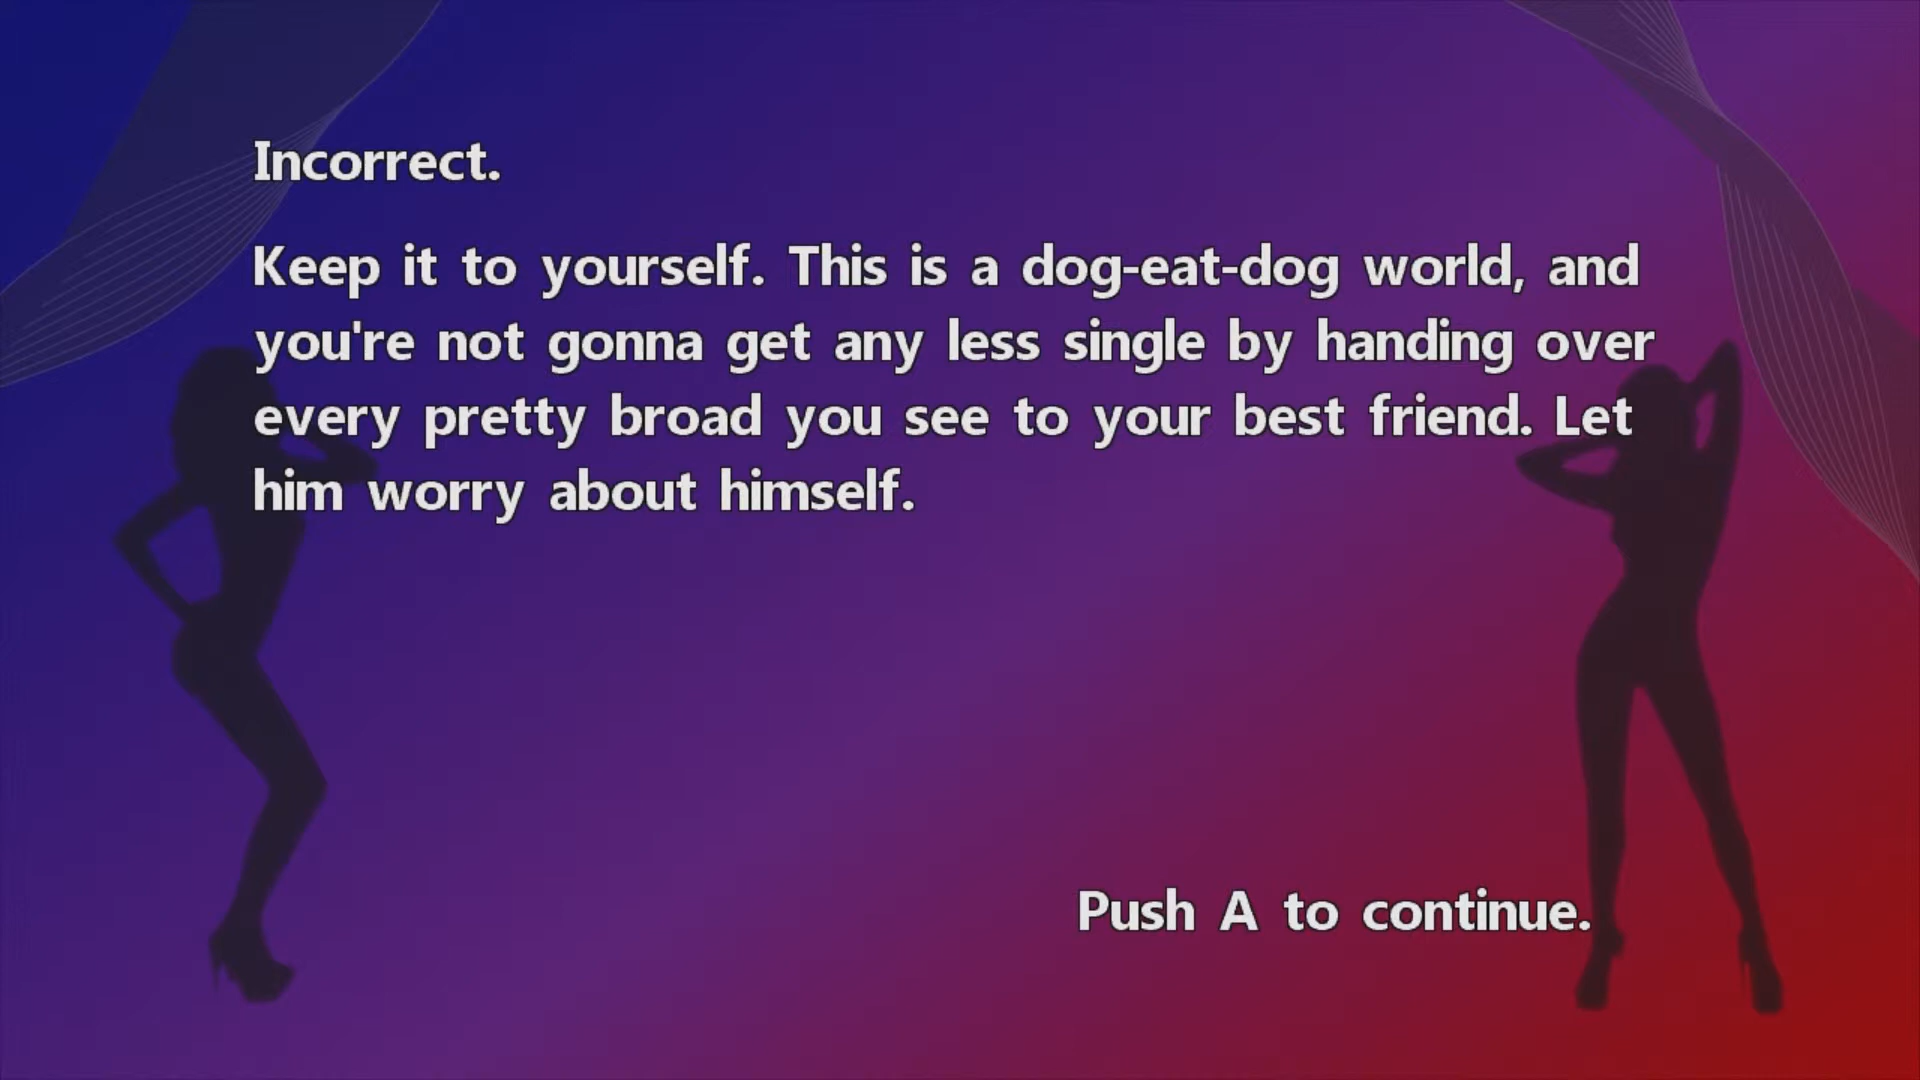 Incorrect.
Keep it to yourself. This is a dog-eat-dog world, and
you're not gonna get any less single by handing over
every pretty broad you see to your best friend. Let
him worry about himself.
Push A to continue.